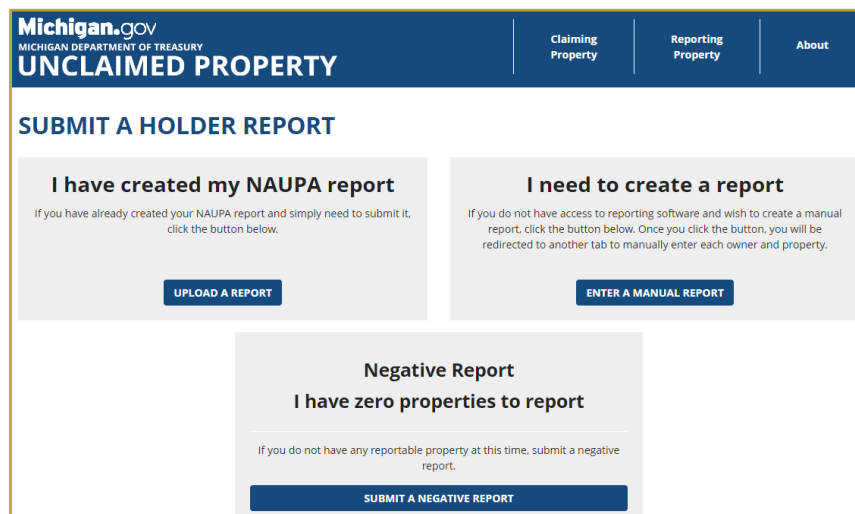 Michigan.gov
MICHIGAN DEPARTMENT OF TREASURY
UNCLAIMED PROPERTY
Claiming
Property
Reporting
Property
About
SUBMIT A HOLDER REPORT
I have created my NAUPA report
If you have already created your NAUPA report and simply need to submit it,
click the button below.
UPLOAD A REPORT
I need to create a report
If you do not have access to reporting software and wish to create a manual
report, click the button below. Once you click the button, you will be
redirected to another tab to manually enter each owner and property.
ENTER A MANUAL REPORT
Negative Report
I have zero properties to report
If you do not have any reportable property at this time, submit a negative
report.
SUBMIT A NEGATIVE REPORT